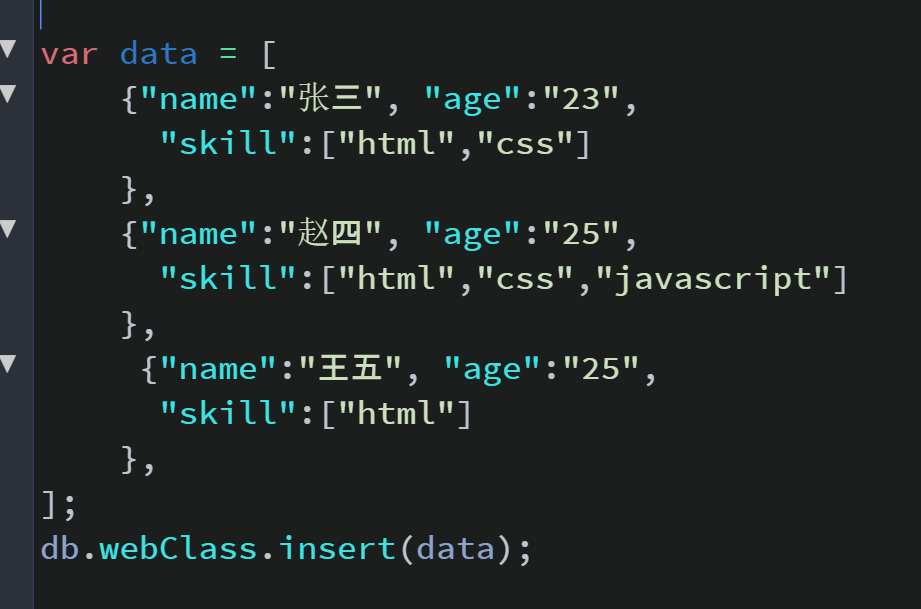 var data = [
    {"name":"张三", "age":"23",
      "skill":["html","css"]
    },
    {"name":"赵四", "age":"25",
      "skill":["html","css","javascript"]
    },
     {"name":"王五", "age":"25",
      "skill":["html"]
    },
];
db.webClass.insert(data);